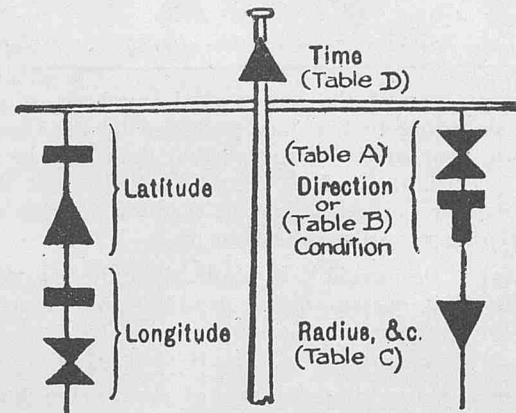 Time
(Table D)
Latitude
Longitude
(Table A)
Direction
or
(Table B)
Condition
Radius, &c.
(Table C)